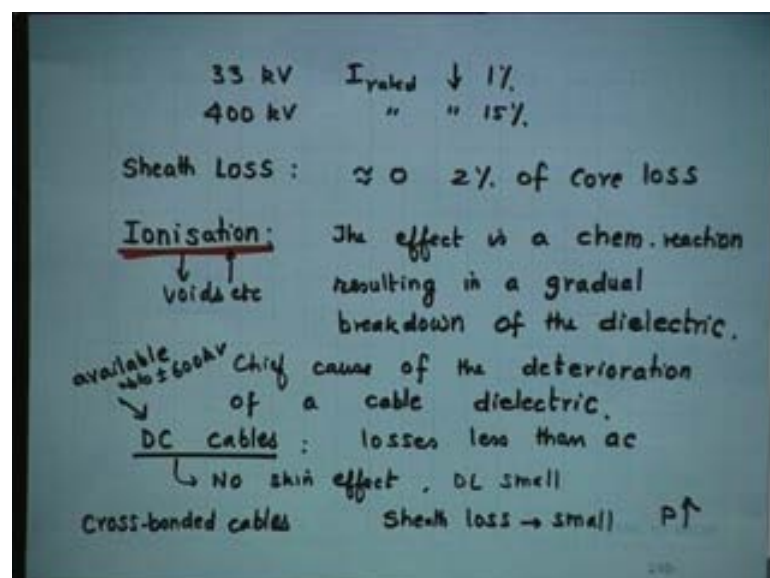 33 kV I rated ↓ 1%
400 kV " " 15%
Sheath Loss : ≈ 0 2% of core loss
Ionisation: The effect is a chem. reaction
voids etc resulting in a gradual
breakdown of the dielectric.
available upto ± 600kV Chief cause of the deterioration
of a cable dielectric.
DC cables : losses less than ac
↳ No skin effect, DL small
Cross-bonded cables Sheath loss → small P↑